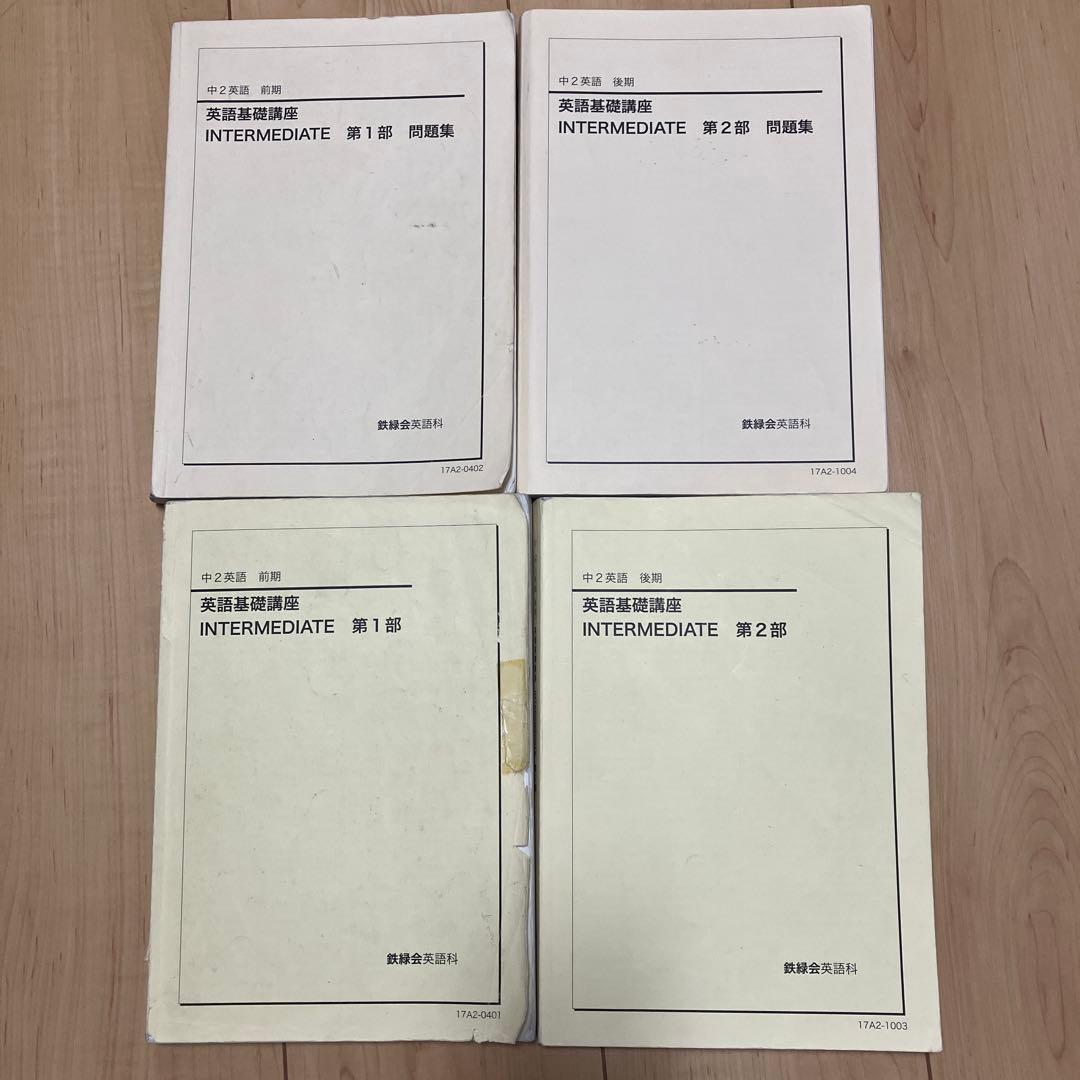 中2英語 前期
英語基礎講座
INTERMEDIATE 第1部 問題集
鉄緑会英語科
17A2-0402
中2英語 後期
英語基礎講座
INTERMEDIATE 第2部 問題集
鉄緑会英語科
17A2-1004
中2英語 前期
英語基礎講座
INTERMEDIATE 第1部
鉄緑会英語科
17A2-0401
中2英語 後期
英語基礎講座
INTERMEDIATE 第2部
鉄緑会英語科
17A2-1003